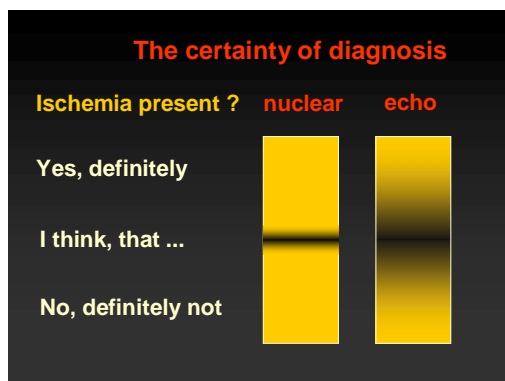 The certainty of diagnosis
Ischemia present ? nuclear echo
Yes, definitely
I think, that ...
No, definitely not